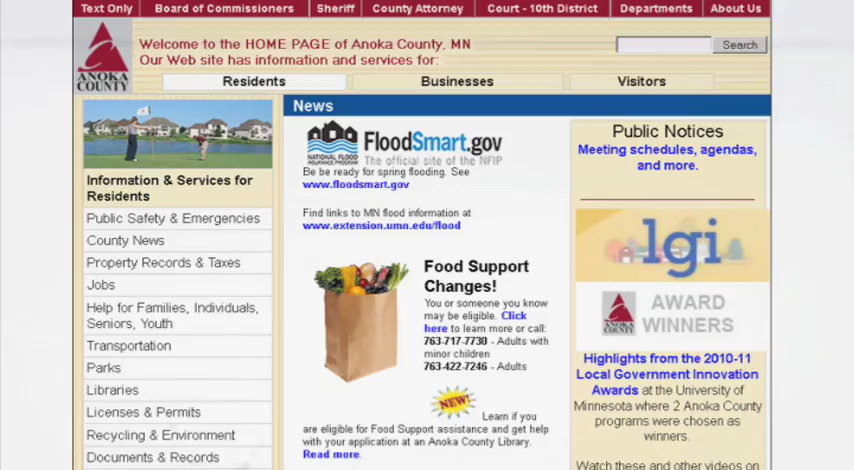 Text Only Board of Commissioners Sheriff County Attorney Court - 10th District Departments About Us
Welcome to the HOME PAGE of Anoka County, MN
Our Web site has information and services for:
Search
ANOKA
COUNTY
Residents Businesses Visitors
News
Information & Services for
Residents
Public Safety & Emergencies
County News
Property Records & Taxes
Jobs
Help for Families, Individuals,
Seniors, Youth
Transportation
Parks
Libraries
Licenses & Permits
Recycling & Environment
Documents & Records
FloodSmart.gov
NATIONAL FLOOD
INSURANCE PROGRAM
The official site of the NFIP
Be be ready for spring flooding. See
www.floodsmart.gov
Find links to MN flood information at
www.extension.umn.edu/flood
Food Support
Changes!
You or someone you know
may be eligible. Click
here to learn more or call:
763-717-7730 - Adults with
minor children
763-422-7246 - Adults
NEW!
Learn if you
are eligible for Food Support assistance and get help
with your application at an Anoka County Library.
Read more.
Public Notices
Meeting schedules, agendas,
and more.
lgi
ANOKA
COUNTY
AWARD
WINNERS
Highlights from the 2010-11
Local Government Innovation
Awards at the University of
Minnesota where 2 Anoka County
programs were chosen as
winners.
Watch these and other videos on